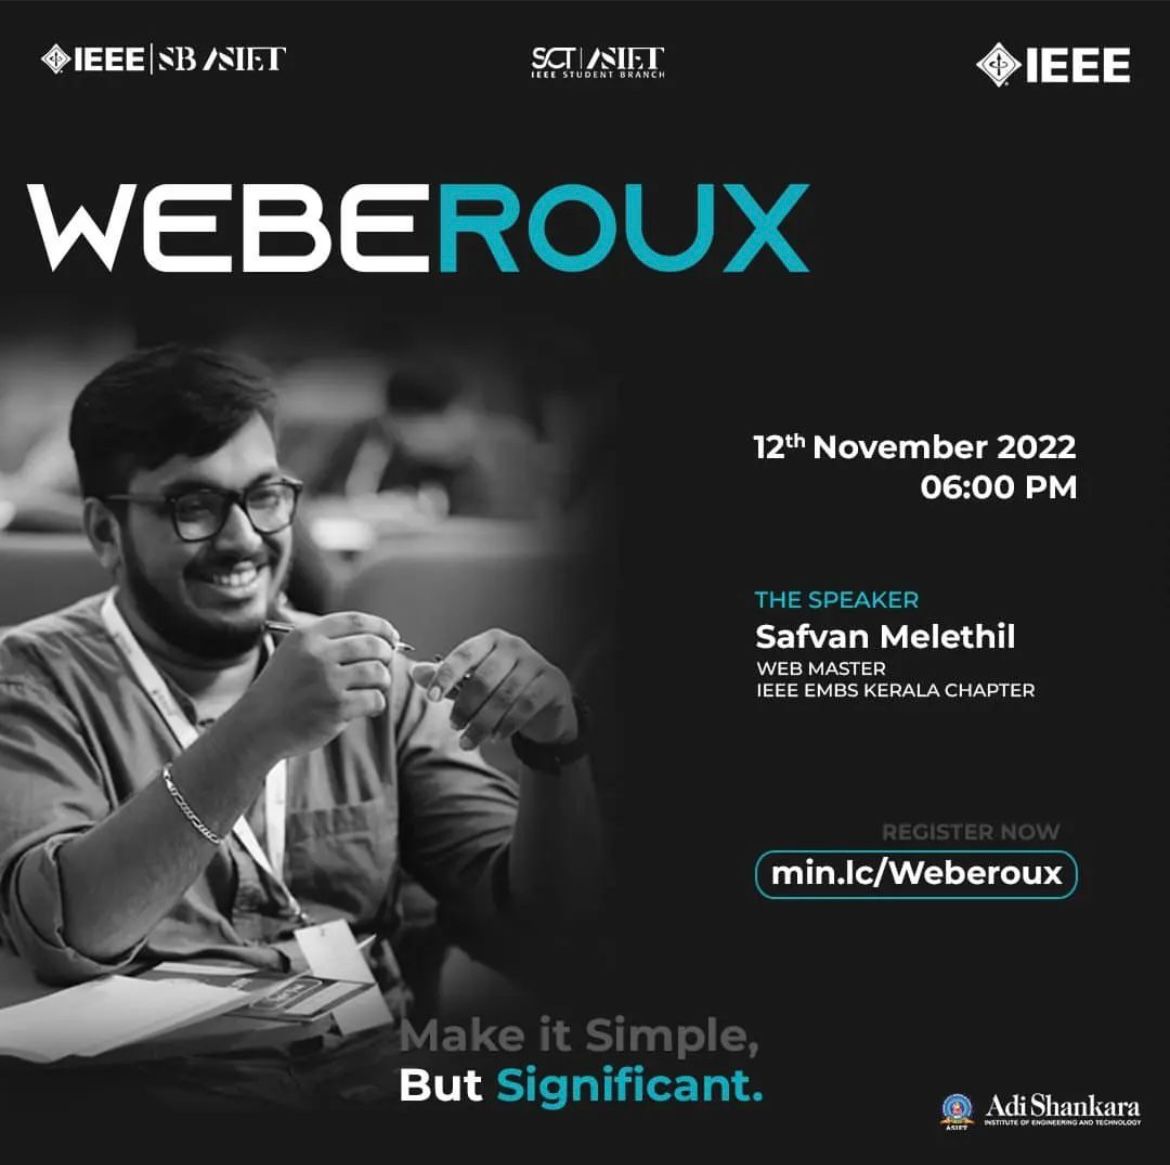 IEEE | SB ASIET
SCT | ASIET
IEEE STUDENT BRANCH
IEEE
WEBEROUX
12th November 2022
06:00 PM
THE SPEAKER
Safvan Melethil
WEB MASTER
IEEE EMBS KERALA CHAPTER
REGISTER NOW
min.lc/Weberoux
Make it Simple,
But Significant.
ASIET
Adi Shankara
INSTITUTE OF ENGINEERING AND TECHNOLOGY